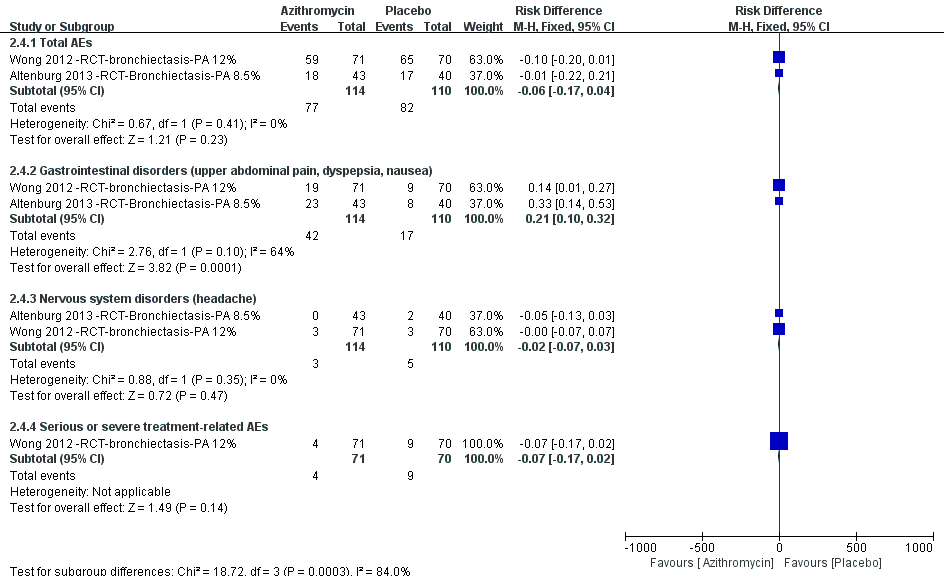 Azithromycin Placebo Risk Difference Risk Difference
Study or Subgroup Events Total Events Total Weight M-H, Fixed, 95% CI M-H, Fixed, 95% CI
2.4.1 Total AEs
Wong 2012 -RCT-bronchiectasis-PA 12% 59 71 65 70 63.0% -0.10 [-0.20, 0.01]
Altenburg 2013 -RCT-Bronchiectasis-PA 8.5% 18 43 17 40 37.0% -0.01 [-0.22, 0.21]
Subtotal (95% CI) 114 110 100.0% -0.06 [-0.17, 0.04]
Total events 77 82
Heterogeneity: Chi² = 0.67, df = 1 (P = 0.41); I² = 0%
Test for overall effect: Z = 1.21 (P = 0.23)
2.4.2 Gastrointestinal disorders (upper abdominal pain, dyspepsia, nausea)
Wong 2012 -RCT-bronchiectasis-PA 12% 19 71 9 70 63.0% 0.14 [0.01, 0.27]
Altenburg 2013 -RCT-Bronchiectasis-PA 8.5% 23 43 8 40 37.0% 0.33 [0.14, 0.53]
Subtotal (95% CI) 114 110 100.0% 0.21 [0.10, 0.32]
Total events 42 17
Heterogeneity: Chi² = 2.76, df = 1 (P = 0.10); I² = 64%
Test for overall effect: Z = 3.82 (P = 0.0001)
2.4.3 Nervous system disorders (headache)
Altenburg 2013 -RCT-Bronchiectasis-PA 8.5% 0 43 2 40 37.0% -0.05 [-0.13, 0.03]
Wong 2012 -RCT-bronchiectasis-PA 12% 3 71 3 70 63.0% -0.00 [-0.07, 0.07]
Subtotal (95% CI) 114 110 100.0% -0.02 [-0.07, 0.03]
Total events 3 5
Heterogeneity: Chi² = 0.88, df = 1 (P = 0.35); I² = 0%
Test for overall effect: Z = 0.72 (P = 0.47)
2.4.4 Serious or severe treatment-related AEs
Wong 2012 -RCT-bronchiectasis-PA 12% 4 71 9 70 100.0% -0.07 [-0.17, 0.02]
Subtotal (95% CI) 71 70 100.0% -0.07 [-0.17, 0.02]
Total events 4 9
Heterogeneity: Not applicable
Test for overall effect: Z = 1.49 (P = 0.14)
-1000 -500 0 500 1000
Favours [ Azithromycin] Favours [Placebo]
Test for subgroup differences: Chi² = 18.72, df = 3 (P = 0.0003), I² = 84.0%